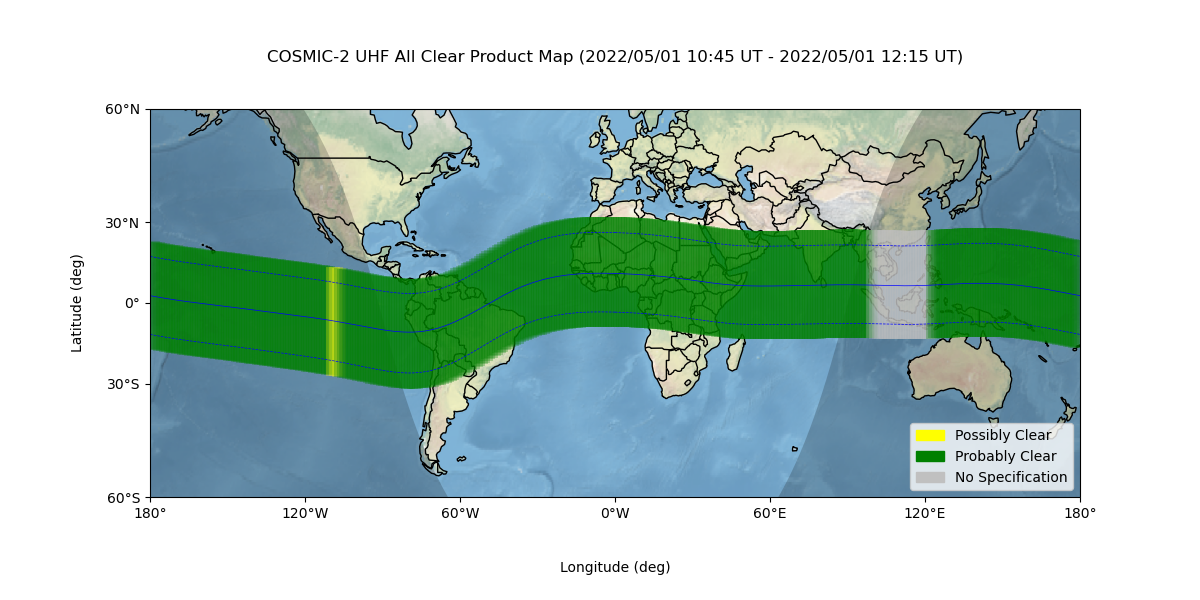 COSMIC-2 UHF All Clear Product Map (2022/05/01 10:45 UT - 2022/05/01 12:15 UT)
60°N
30°N
0°
30°S
60°S
Latitude (deg)
Possibly Clear
Probably Clear
No Specification
180° 120°W 60°W 0°W 60°E 120°E 180°
Longitude (deg)